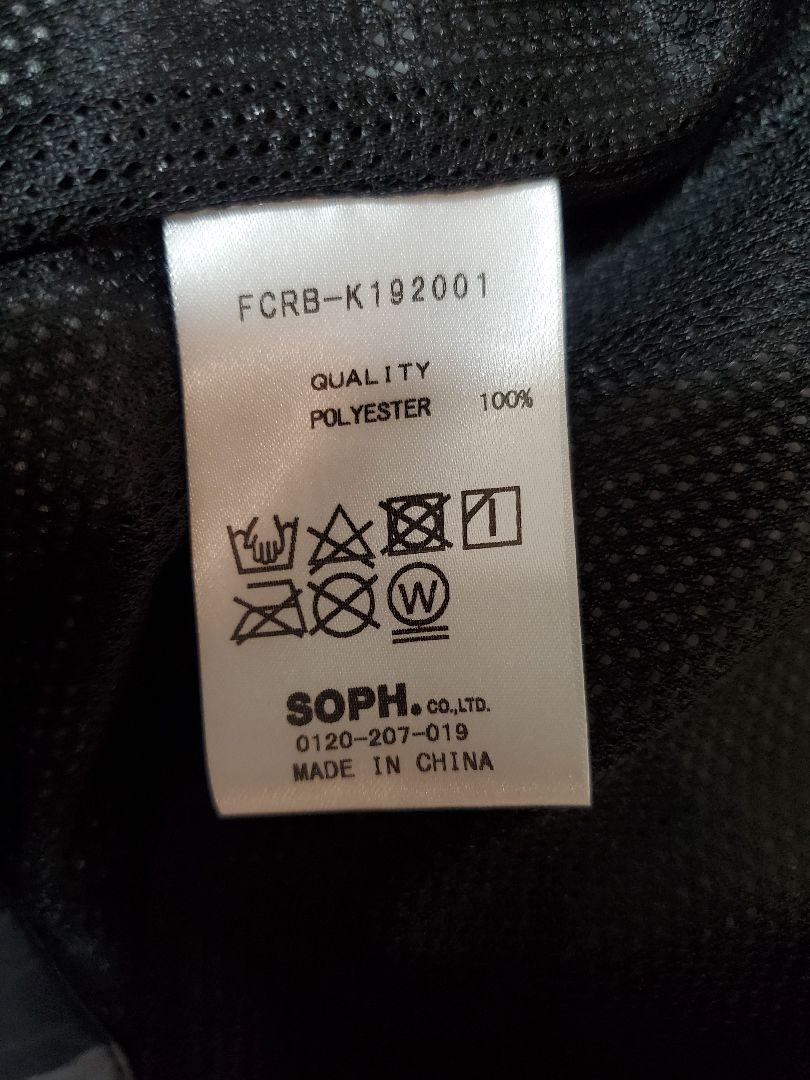 FCRB-K192001
QUALITY
POLYESTER 100%
W
SOPH. CO.,LTD.
0120-207-019
MADE IN CHINA